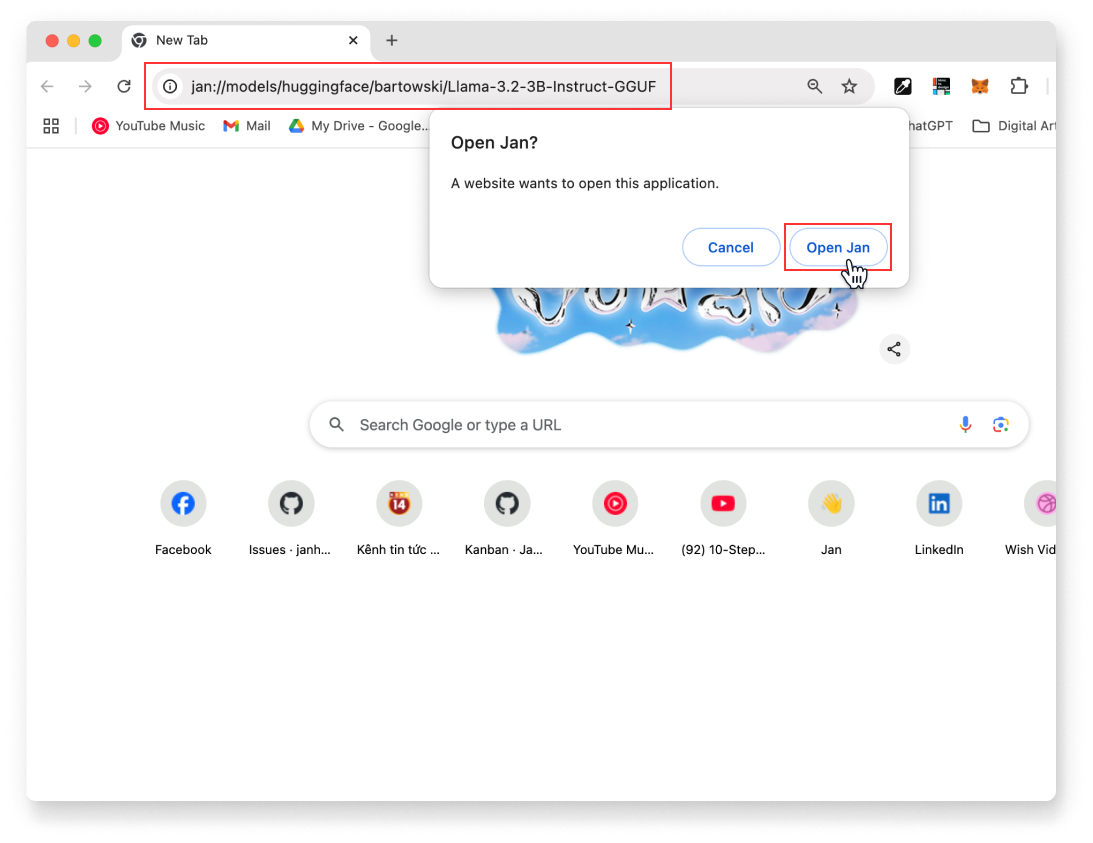 New Tab
jan://models/huggingface/bartowski/Llama-3.2-3B-Instruct-GGUF
YouTube Music
Mail
My Drive - Google...
hatGPT
Digital Art
Open Jan?
A website wants to open this application.
Cancel
Open Jan
Search Google or type a URL
Facebook
Issues · janh...
Kênh tin tức ...
Kanban · Ja...
YouTube Mu...
(92) 10-Step...
Jan
LinkedIn
Wish Vid